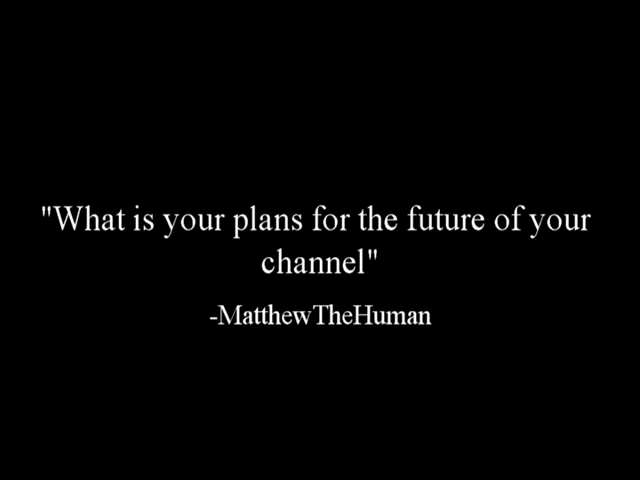 "What is your plans for the future of your
channel"
-MatthewTheHuman